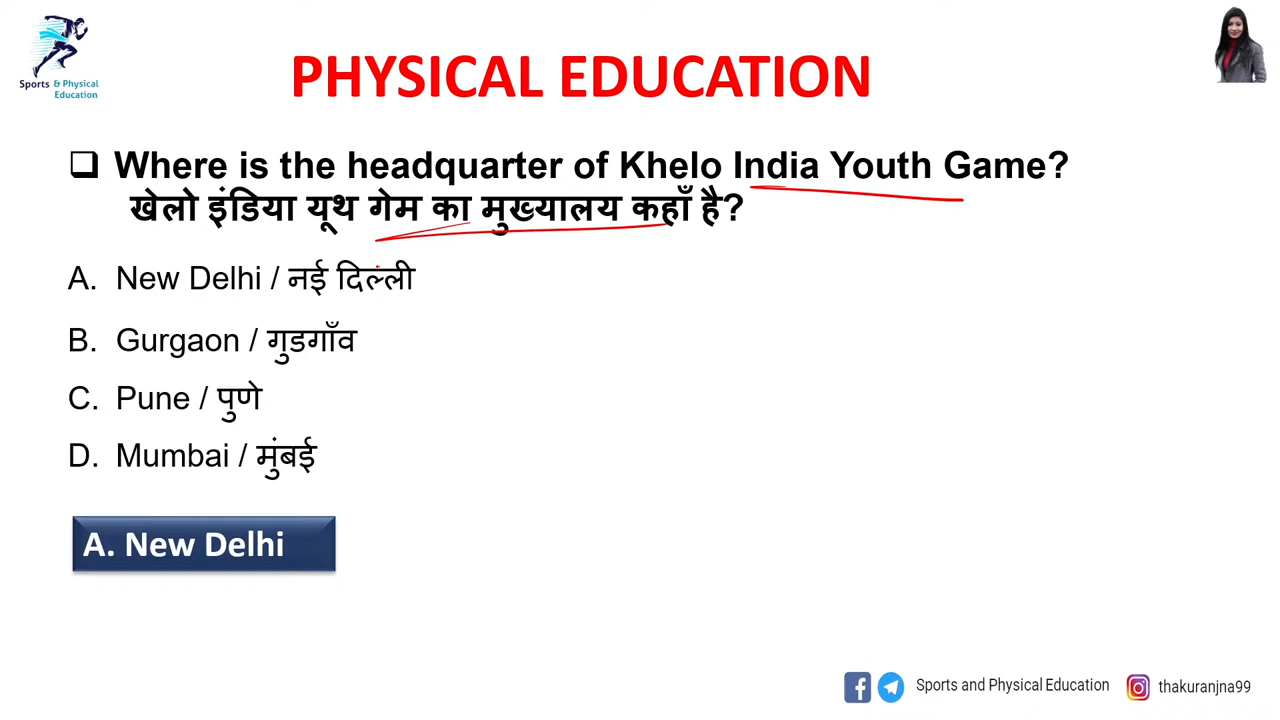 Sports & Physical
Education
PHYSICAL EDUCATION
Where is the headquarter of Khelo India Youth Game?
खेलो इंडिया यूथ गेम का मुख्यालय कहाँ है?
A. New Delhi / नई दिल्ली
B. Gurgaon / गुडगाँव
C. Pune / पुणे
D. Mumbai / मुंबई
A. New Delhi
Sports and Physical Education thakuranjna99